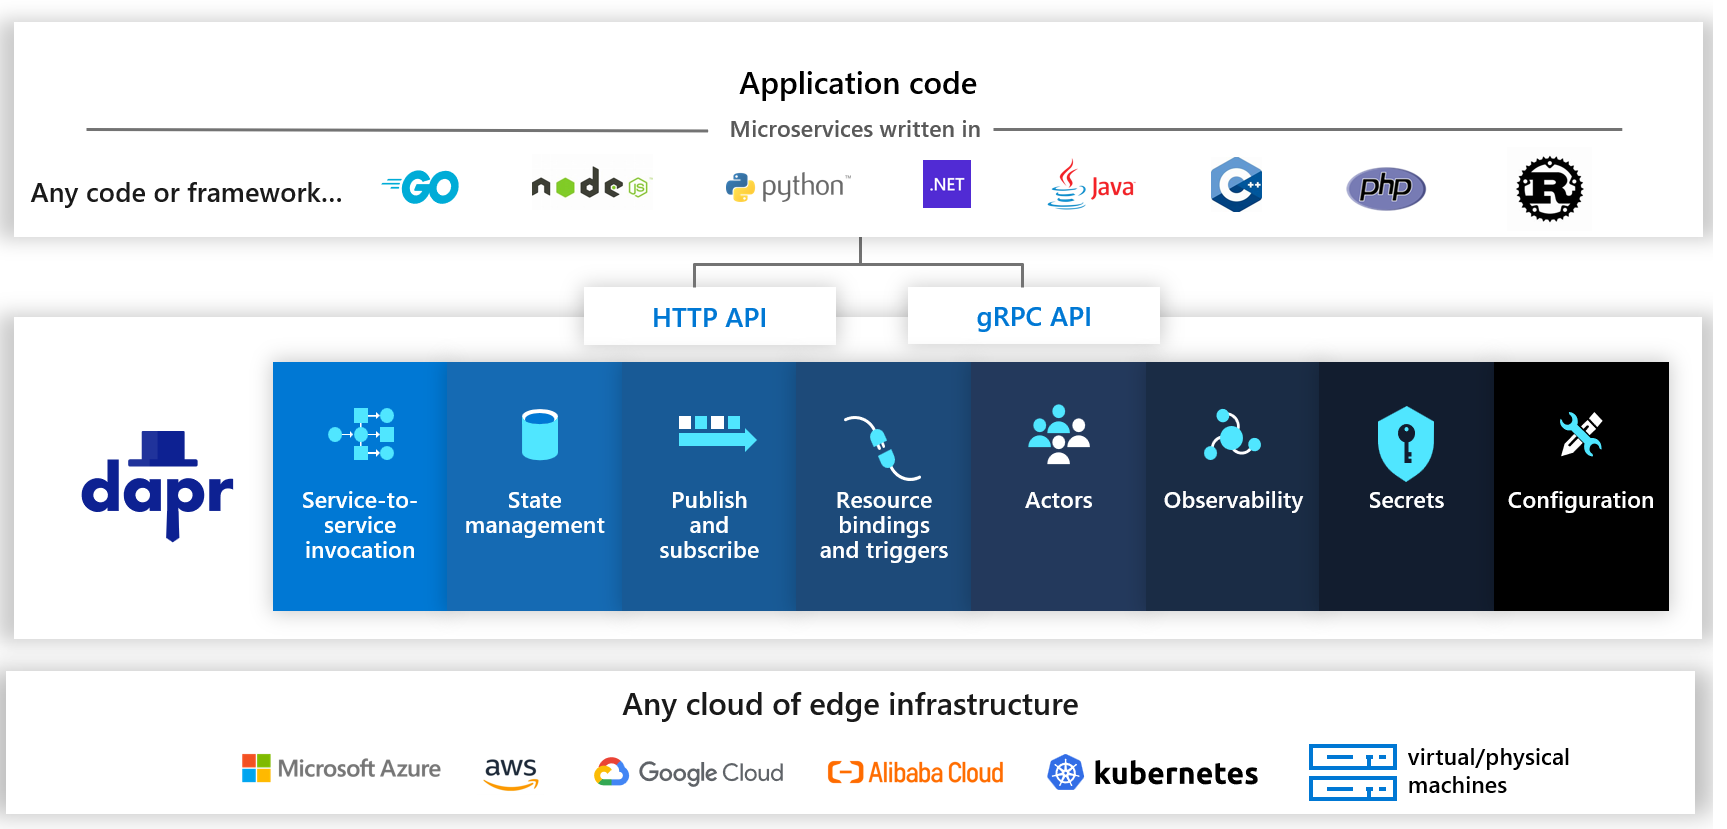 Application code
Microservices written in
Any code or framework...
GO
node JS
python™
.NET
Java
C++
php
R
HTTP API
gRPC API
dapr
Service-to-
service
invocation
State
management
Publish
and
subscribe
Resource
bindings
and triggers
Actors
Observability
Secrets
Configuration
Any cloud of edge infrastructure
Microsoft Azure
aws
Google Cloud
Alibaba Cloud
kubernetes
virtual/physical
machines